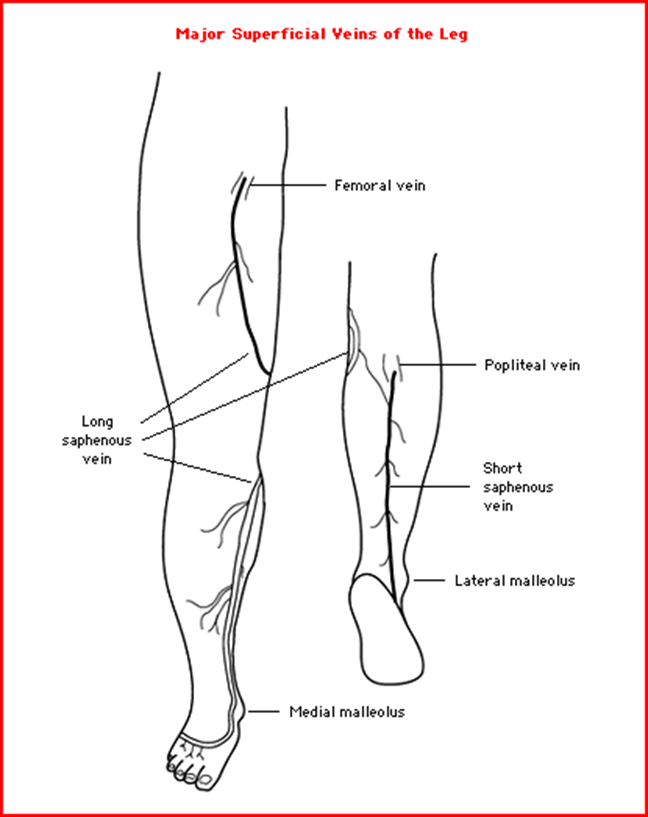 Major Superficial Veins of the Leg
Femoral vein
Popliteal vein
Long
saphenous
vein
Short
saphenous
vein
Lateral malleolus
Medial malleolus